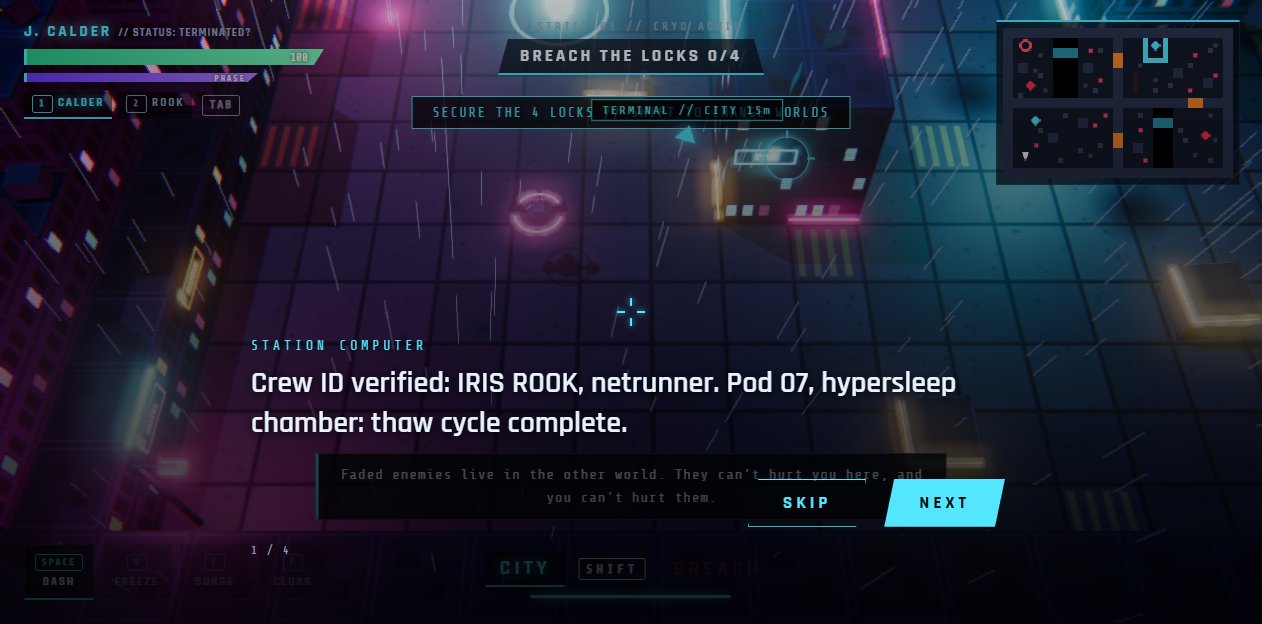 J. CALDER // STATUS: TERMINATED?
100
PHASE
1 CALDER 2 ROOK TAB
BREACH THE LOCKS 0/4
SECURE THE 4 LOCKS
TERMINAL // CITY 15m
WORLDS
STATION COMPUTER
Crew ID verified: IRIS ROOK, netrunner. Pod 07, hypersleep
chamber: thaw cycle complete.
Faded enemies live in the other world. They can't hurt you here, and
you can't hurt them.
SKIP NEXT
1 / 4
SPACE
DASH FREEZE SURGE CLOAK
CITY SHIFT BREACH